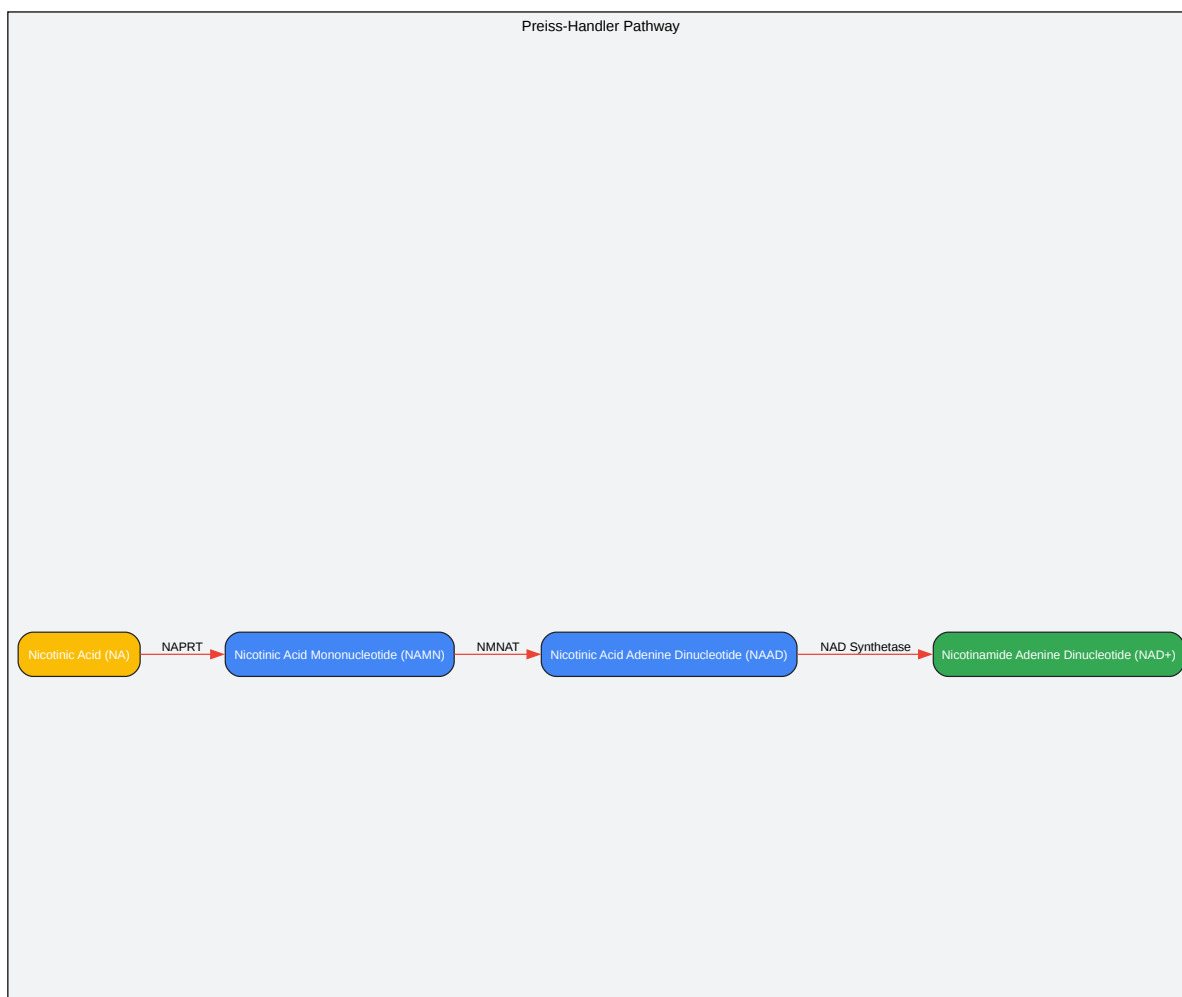 Preiss-Handler Pathway
Nicotinic Acid (NA)
NAPRT
Nicotinic Acid Mononucleotide (NAMN)
NMNAT
Nicotinic Acid Adenine Dinucleotide (NAAD)
NAD Synthetase
Nicotinamide Adenine Dinucleotide (NAD+)